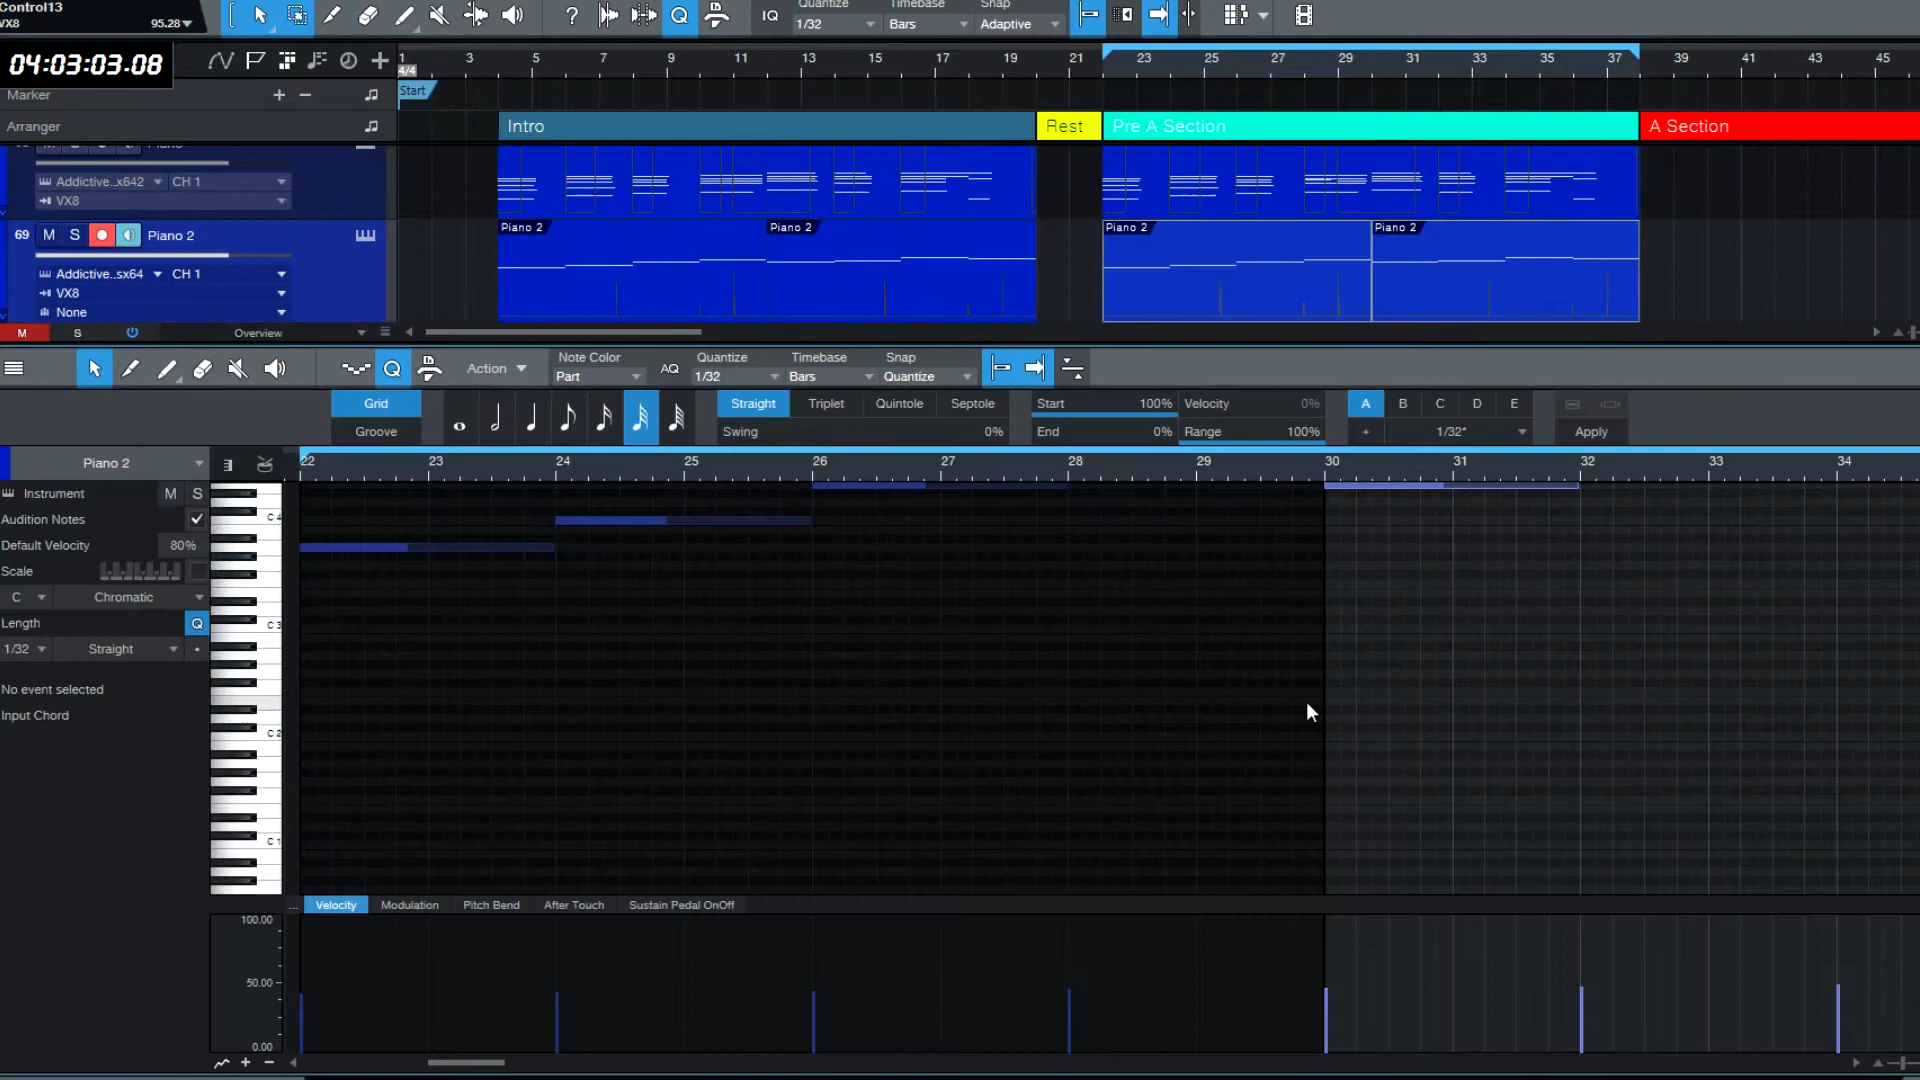 Control13
VX8 95.28
Quantize Timebase Snap
IQ 1/32 Bars Adaptive
04:03:03.08
1 3 5 7 9 11 13 15 17 19 21 23 25 27 29 31 33 35 37 39 41 43 45
4/4
Marker
Start
Arranger
Intro Rest Pre A Section A Section
Addictive..x642 CH 1
VX8
69 M S Piano 2
Piano 2 Piano 2 Piano 2 Piano 2
Addictive..sx64 CH 1
VX8
None
M S Overview
Action Note Color Quantize Timebase Snap
Part AQ 1/32 Bars Quantize
Grid Straight Triplet Quintole Septole Start 100% Velocity 0% A B C D E
Groove Swing 0% End 0% Range 100% + 1/32* Apply
Piano 2 22 23 24 25 26 27 28 29 30 31 32 33 34
Instrument M S
Audition Notes C 4
Default Velocity 80%
Scale
C Chromatic
Length Q C 3
1/32 Straight
No event selected
Input Chord
C 2
C 1
... Velocity Modulation Pitch Bend After Touch Sustain Pedal OnOff
100.00
50.00
0.00